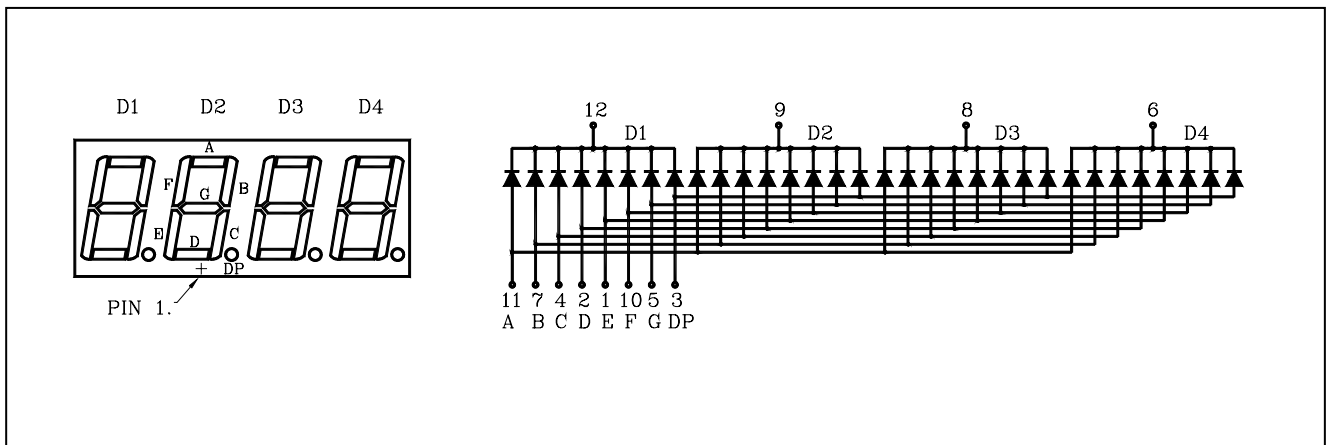 D1 D2 D3 D4
A
F G B
E D C
+ DP
PIN 1.
12 9 8 6
D1 D2 D3 D4
11 7 4 2 1 10 5 3
A B C D E F G DP